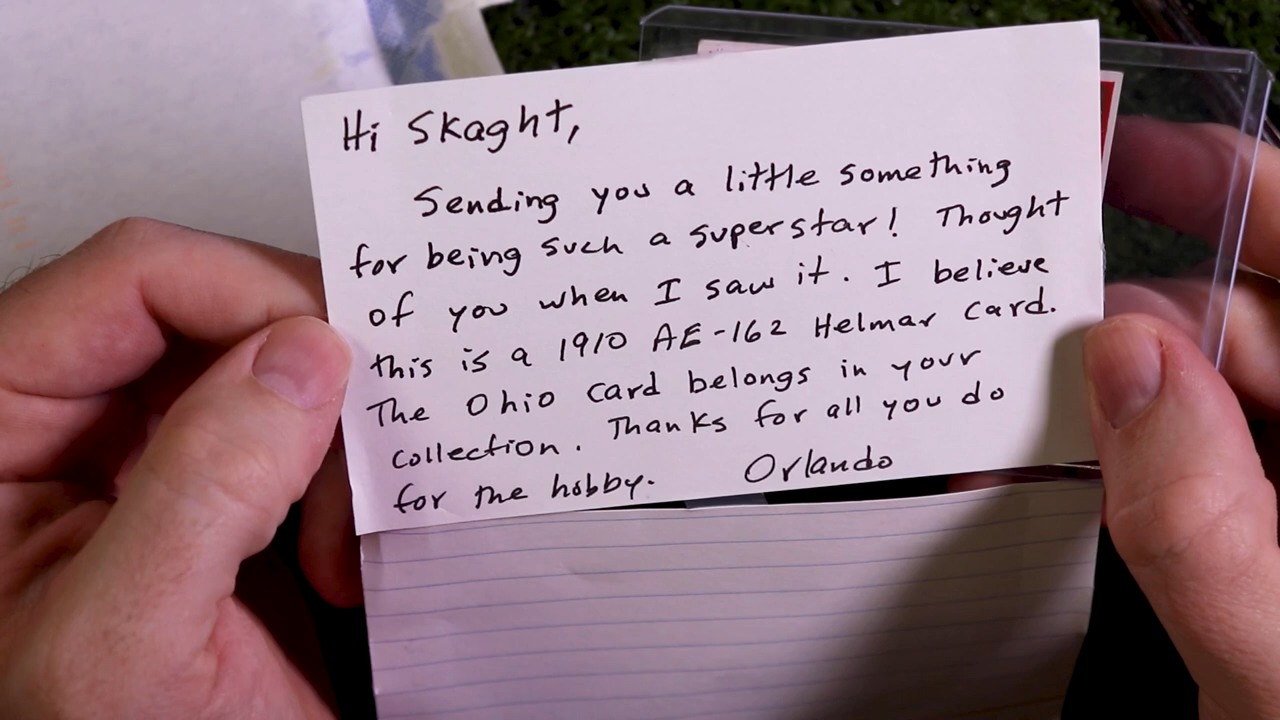 Hi Skaght,
Sending you a little something
for being such a superstar! Thought
of you when I saw it. I believe
this is a 1910 AE-162 Helmar card.
The Ohio card belongs in your
collection. Thanks for all you do
for the hobby. Orlando